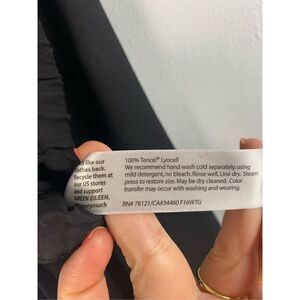 like our
clothes back.
Recycle them at
our US stores
and support
GREEN EILEEN.
100% Tencel® Lyocell
We recommend hand wash cold separately, using
mild detergent, no bleach. Rinse well. Line dry. Steam
press to restore size. May be dry cleaned. Color
transfer may occur with washing and wearing.
RN# 78121/CA#34460 F16WTG